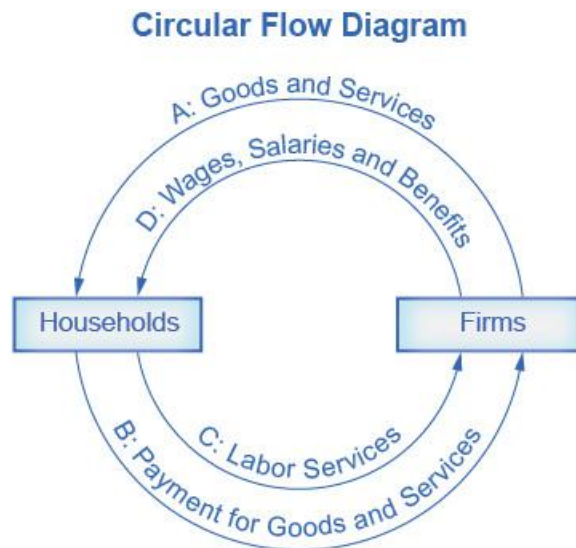 Circular Flow Diagram
A: Goods and Services
D: Wages, Salaries and Benefits
Households
Firms
C: Labor Services
B: Payment for Goods and Services